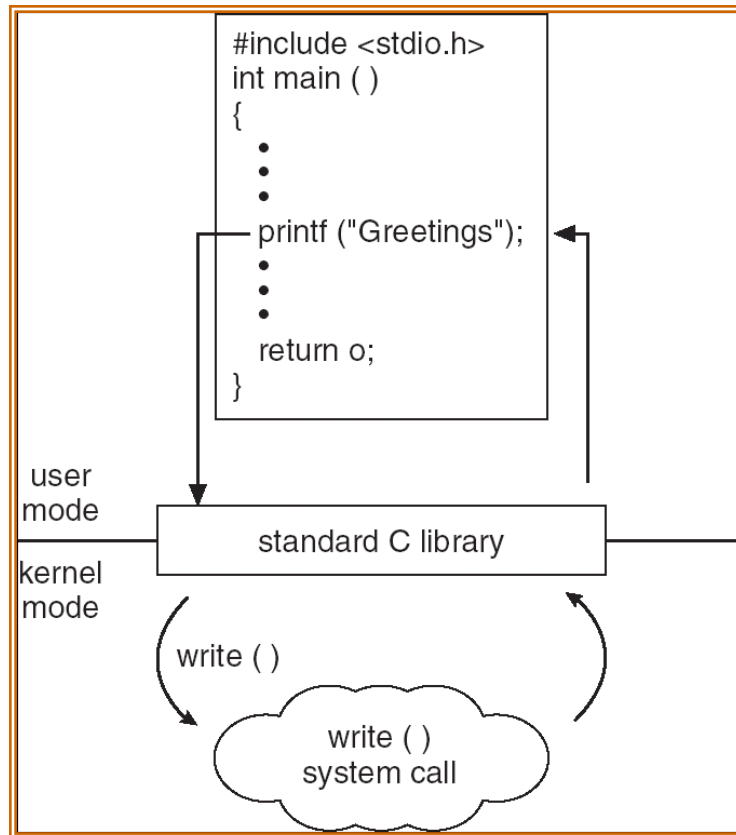 #include <stdio.h>
int main ( )
{
•
•
•
printf ("Greetings");
•
•
•
return o;
}
user
mode
standard C library
kernel
mode
write ( )
write ( )
system call